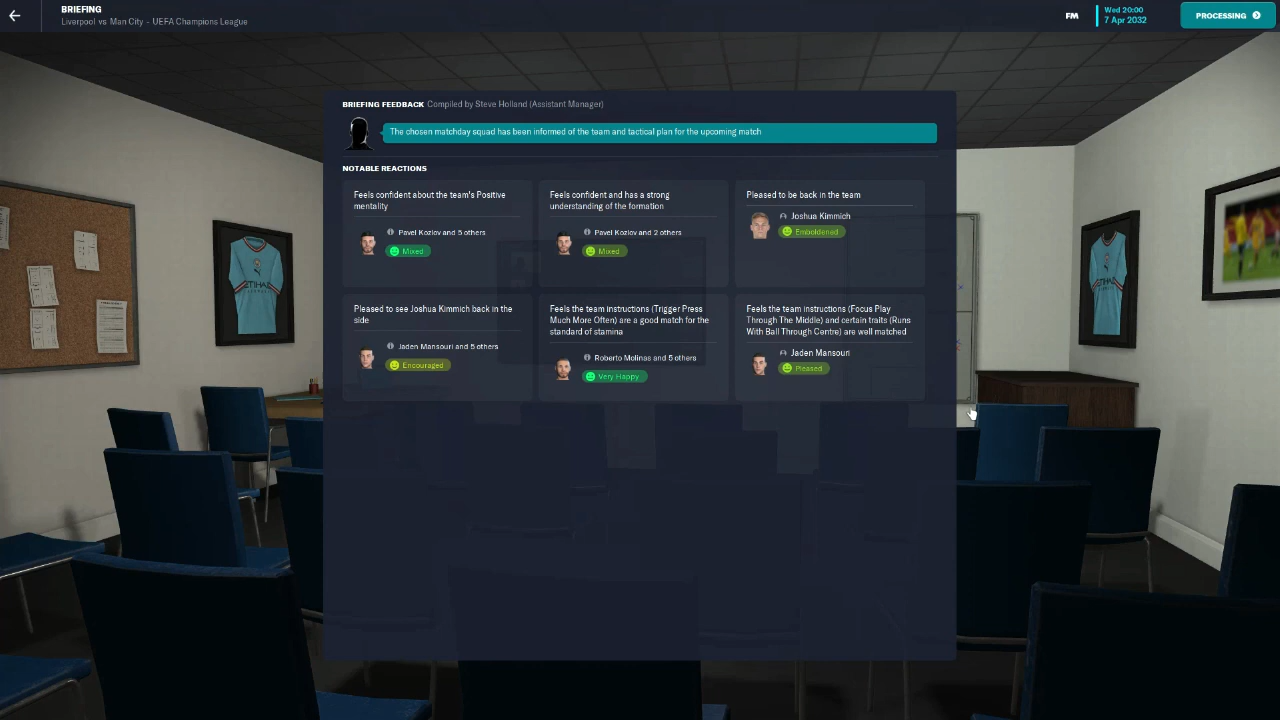 BRIEFING
Liverpool vs Man City - UEFA Champions League
FM
Wed 20:00
7 Apr 2032
PROCESSING
BRIEFING FEEDBACK Compiled by Steve Holland (Assistant Manager)
The chosen matchday squad has been informed of the team and tactical plan for the upcoming match
NOTABLE REACTIONS
Feels confident about the team's Positive
mentality
Pavel Kozlov and 5 others
Mixed
Feels confident and has a strong
understanding of the formation
Pavel Kozlov and 2 others
Mixed
Pleased to be back in the team
Joshua Kimmich
Emboldened
Pleased to see Joshua Kimmich back in the
side
Jaden Mansouri and 5 others
Encouraged
Feels the team instructions (Trigger Press
Much More Often) are a good match for the
standard of stamina
Roberto Molinas and 5 others
Very Happy
Feels the team instructions (Focus Play
Through The Middle) and certain traits (Runs
With Ball Through Centre) are well matched
Jaden Mansouri
Pleased
ETIHAD